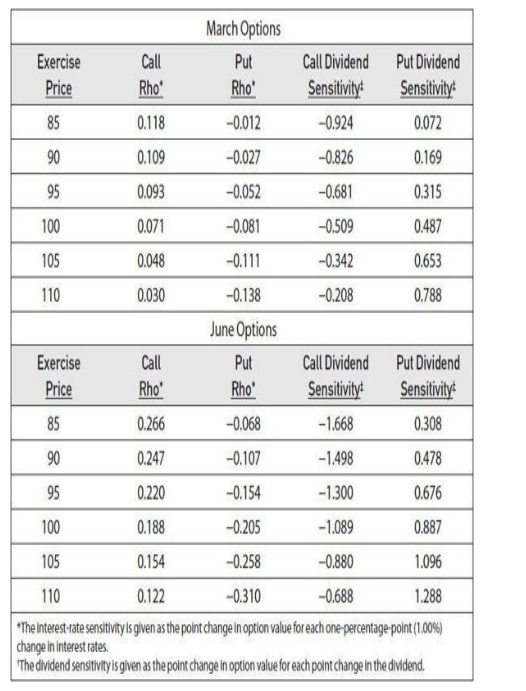 March Options
Exercise Price Call Rho* Put Rho* Call Dividend Sensitivity‡ Put Dividend Sensitivity‡
85 0.118 –0.012 –0.924 0.072
90 0.109 –0.027 –0.826 0.169
95 0.093 –0.052 –0.681 0.315
100 0.071 –0.081 –0.509 0.487
105 0.048 –0.111 –0.342 0.653
110 0.030 –0.138 –0.208 0.788
June Options
Exercise Price Call Rho* Put Rho* Call Dividend Sensitivity‡ Put Dividend Sensitivity‡
85 0.266 –0.068 –1.668 0.308
90 0.247 –0.107 –1.498 0.478
95 0.220 –0.154 –1.300 0.676
100 0.188 –0.205 –1.089 0.887
105 0.154 –0.258 –0.880 1.096
110 0.122 –0.310 –0.688 1.288
*The interest-rate sensitivity is given as the point change in option value for each one-percentage-point (1.00%)
change in interest rates.
†The dividend sensitivity is given as the point change in option value for each point change in the dividend.